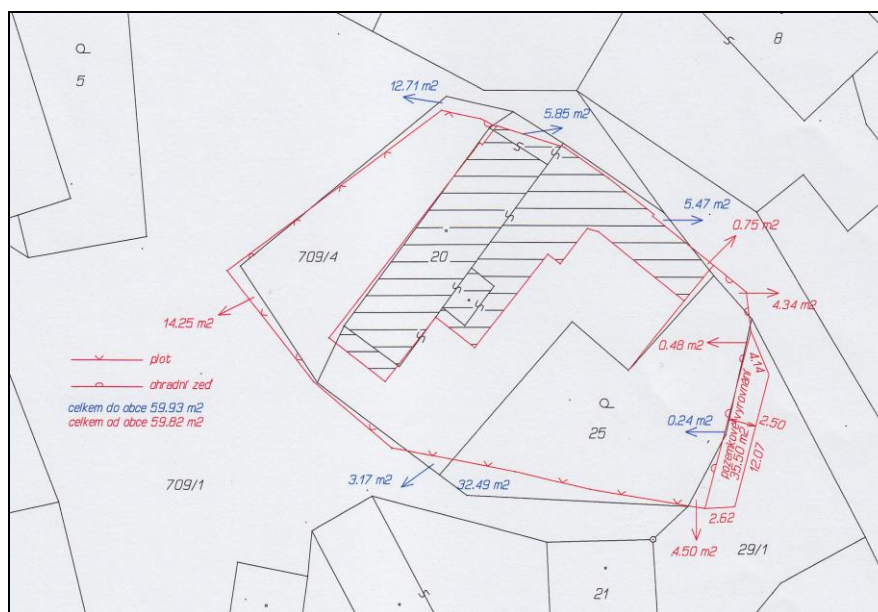 5
8
12.71 m2
5.85 m2
5.47 m2
0.75 m2
709/4
20
4.34 m2
14.25 m2
0.48 m2
4.14
plot
ohradní zeď
celkem do obce 59.93 m2
celkem od obce 59.82 m2
25
0.24 m2
pozemkové vyrovnání
35.50 m2
2.50
12.07
709/1
3.17 m2
32.49 m2
2.62
4.50 m2
29/1
21